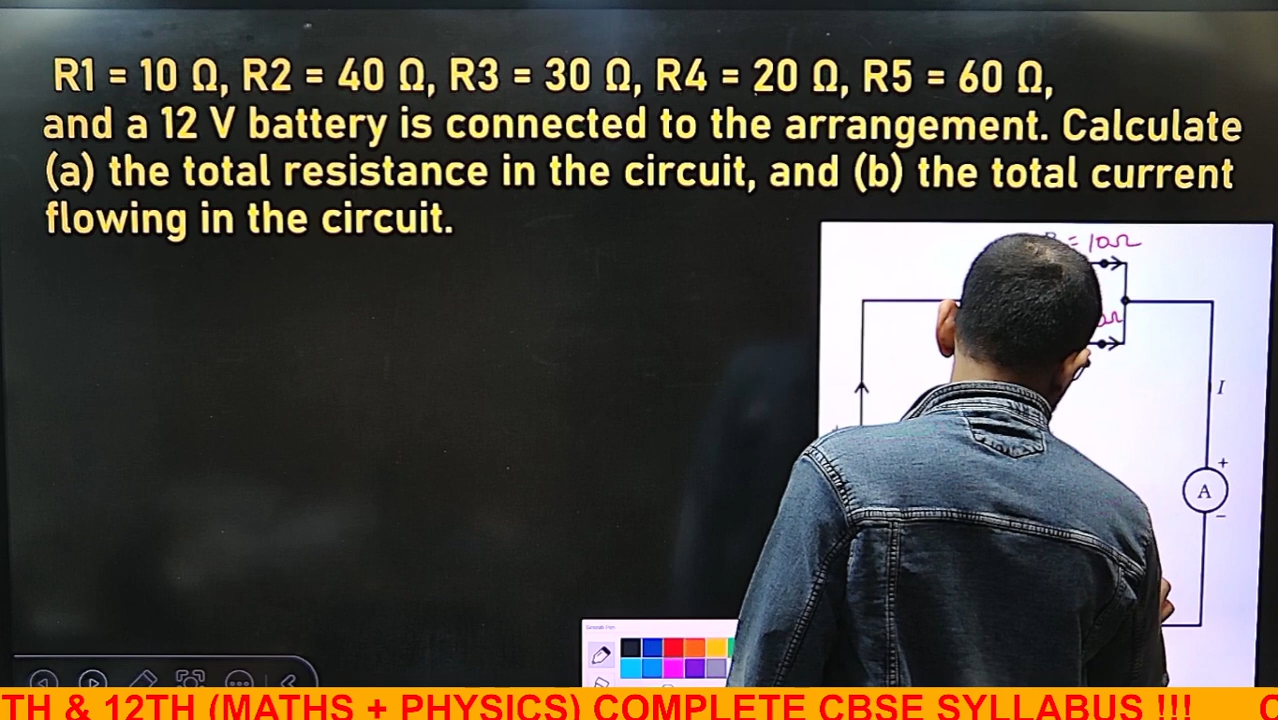 R1 = 10 Ω, R2 = 40 Ω, R3 = 30 Ω, R4 = 20 Ω, R5 = 60 Ω,
and a 12 V battery is connected to the arrangement. Calculate
(a) the total resistance in the circuit, and (b) the total current
flowing in the circuit.
= 10Ω
I
+
A
−
TH & 12TH (MATHS + PHYSICS) COMPLETE CBSE SYLLABUS !!! C